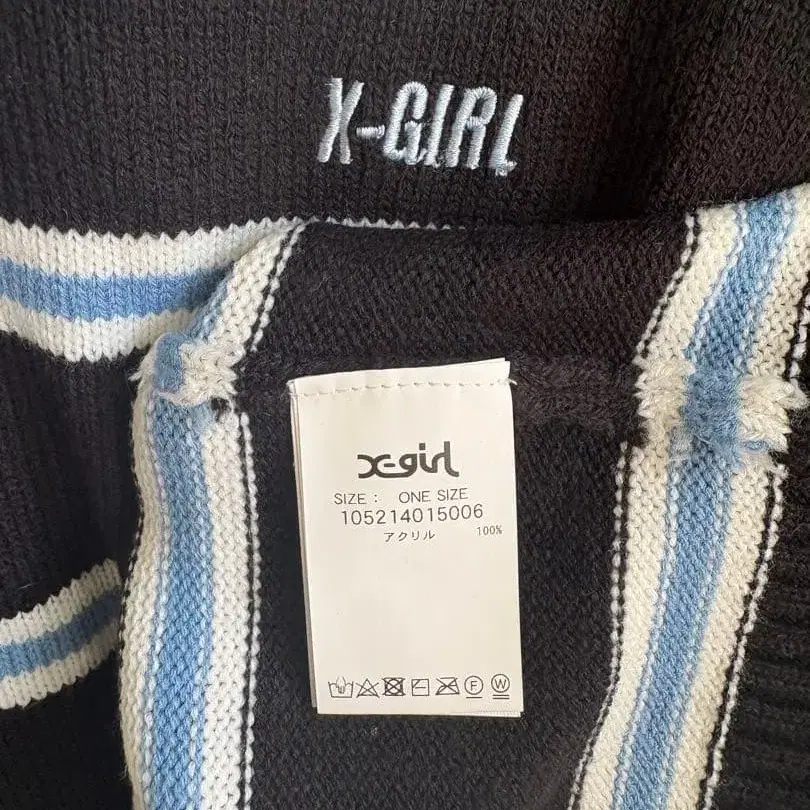 X-GIRL
x-girl
SIZE : ONE SIZE
105214015006
アクリル 100%
F W